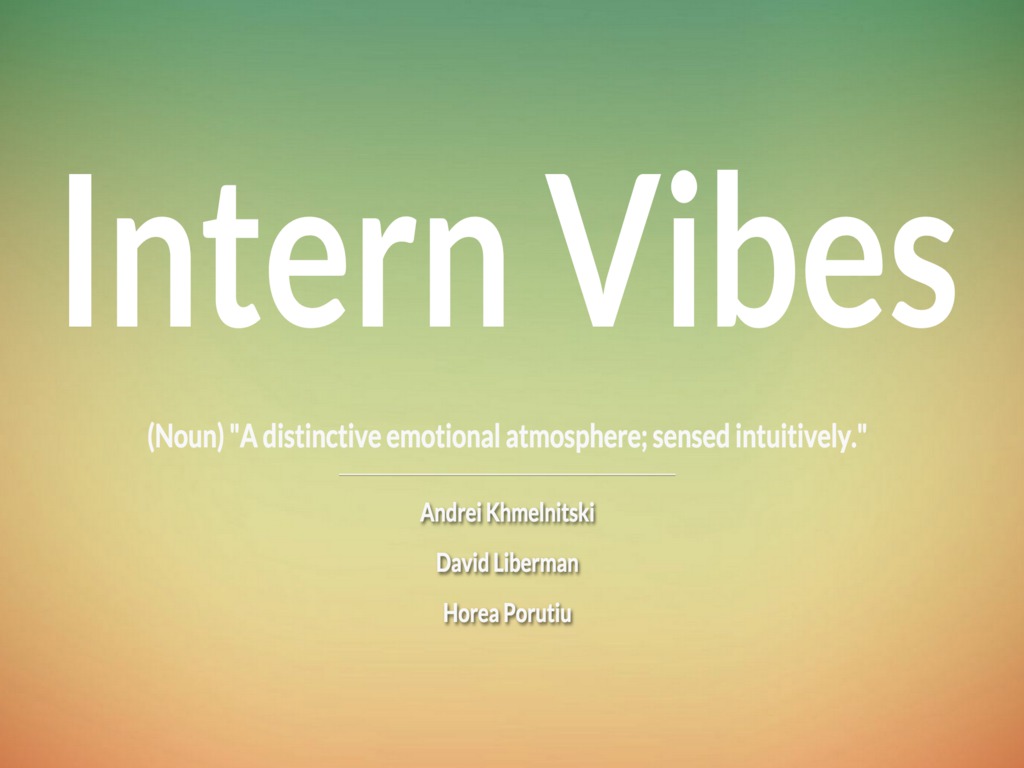 Intern Vibes
(Noun) "A distinctive emotional atmosphere; sensed intuitively."
Andrei Khmelnitski
David Liberman
Horea Porutiu